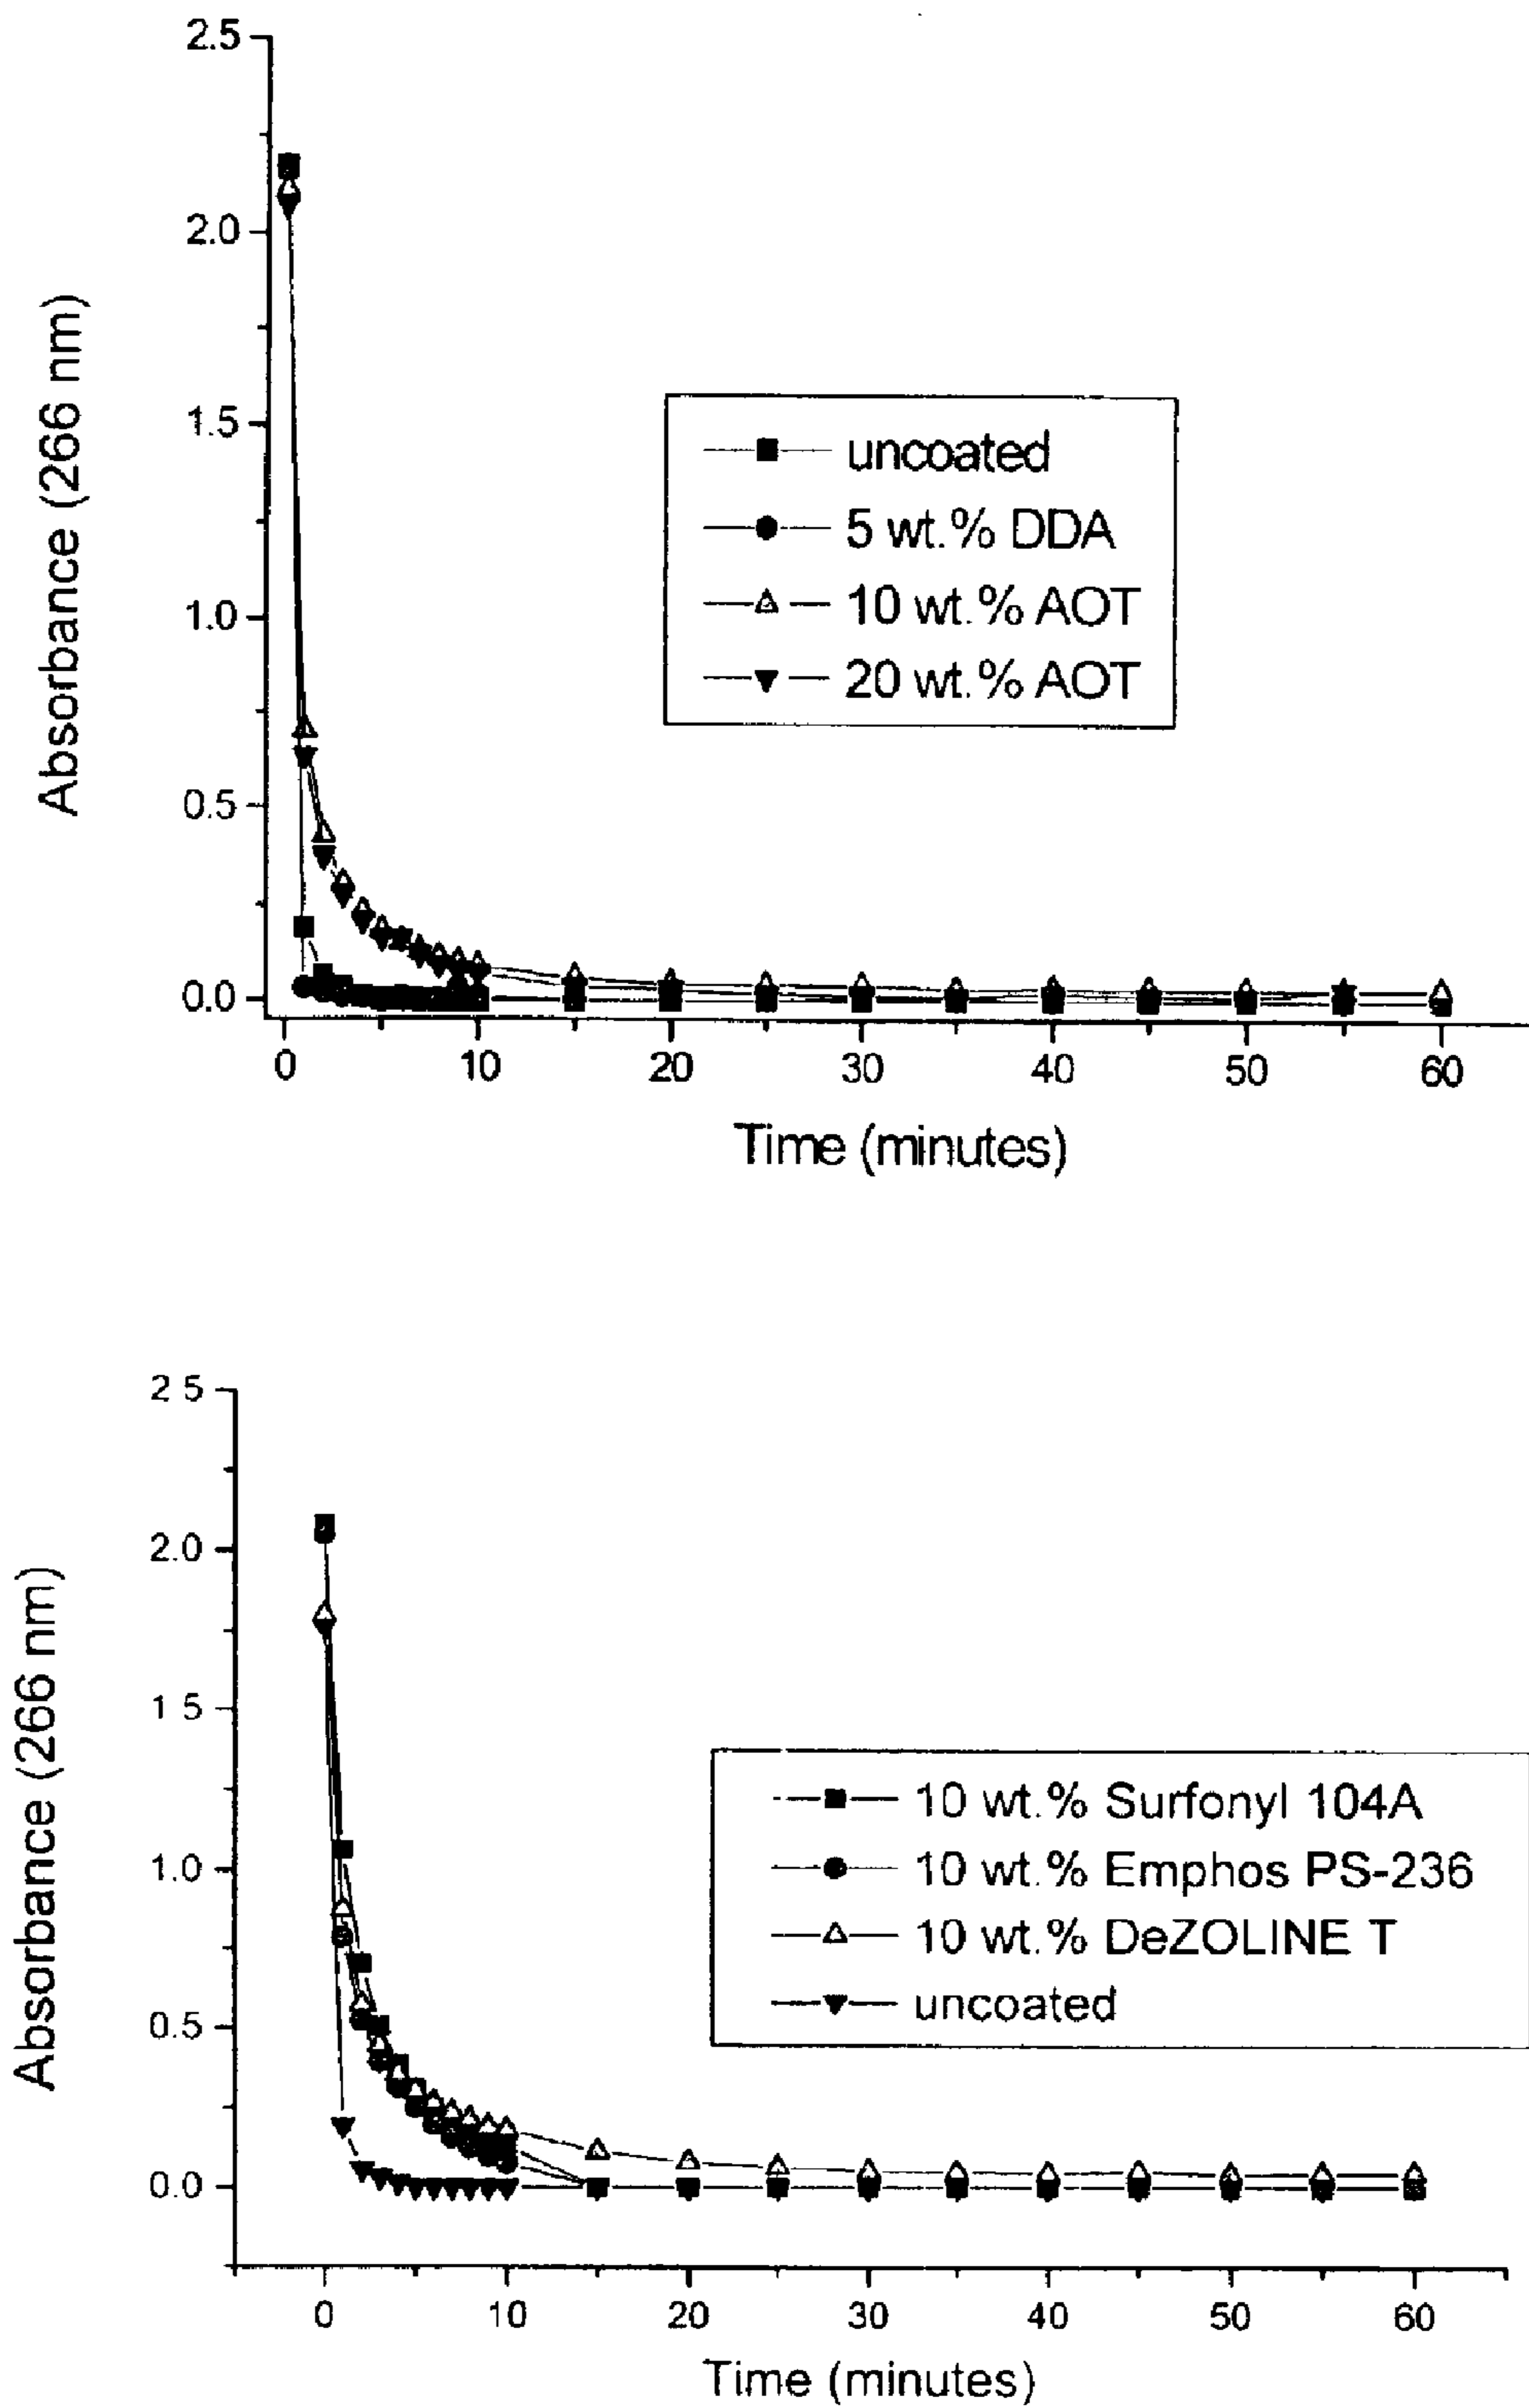 2.5
2.0
1.5
1.0
0.5
0.0
Absorbance (266 nm)
uncoated
5 wt.% DDA
10 wt.% AOT
20 wt.% AOT
0 10 20 30 40 50 60
Time (minutes)
2 5
2.0
1 5
1.0
0.5
0.0
Absorbance (266 nm)
10 wt.% Surfonyl 104A
10 wt.% Emphos PS-236
10 wt.% DeZOLINE T
uncoated
0 10 20 30 40 50 60
Time (minutes)